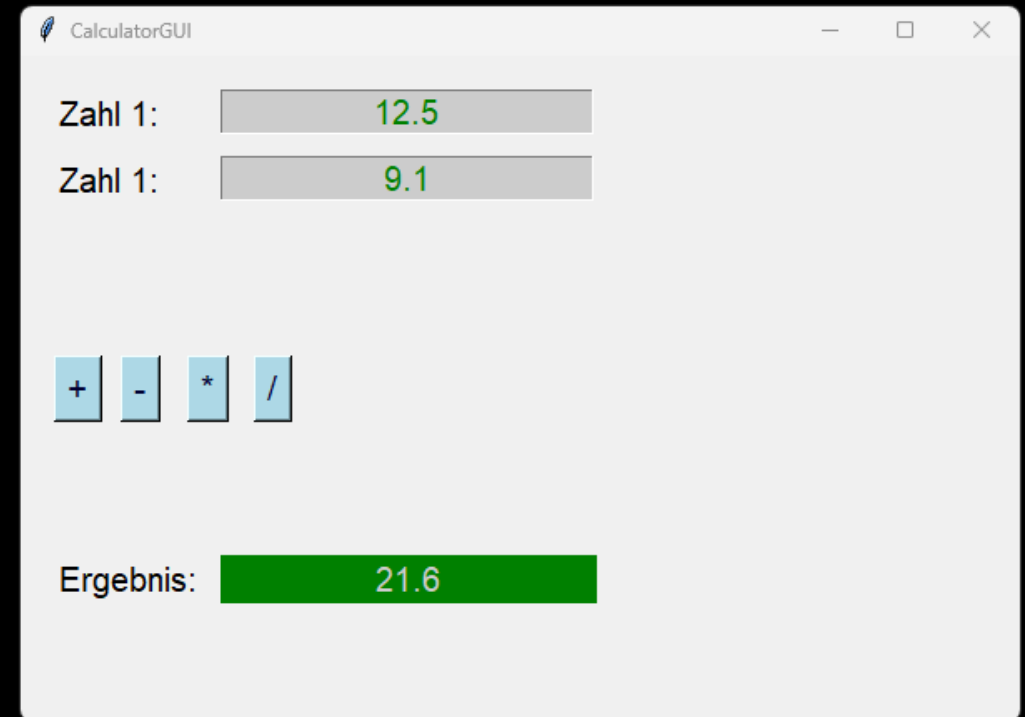 CalculatorGUI
Zahl 1: 12.5
Zahl 1: 9.1
+ - * /
Ergebnis: 21.6